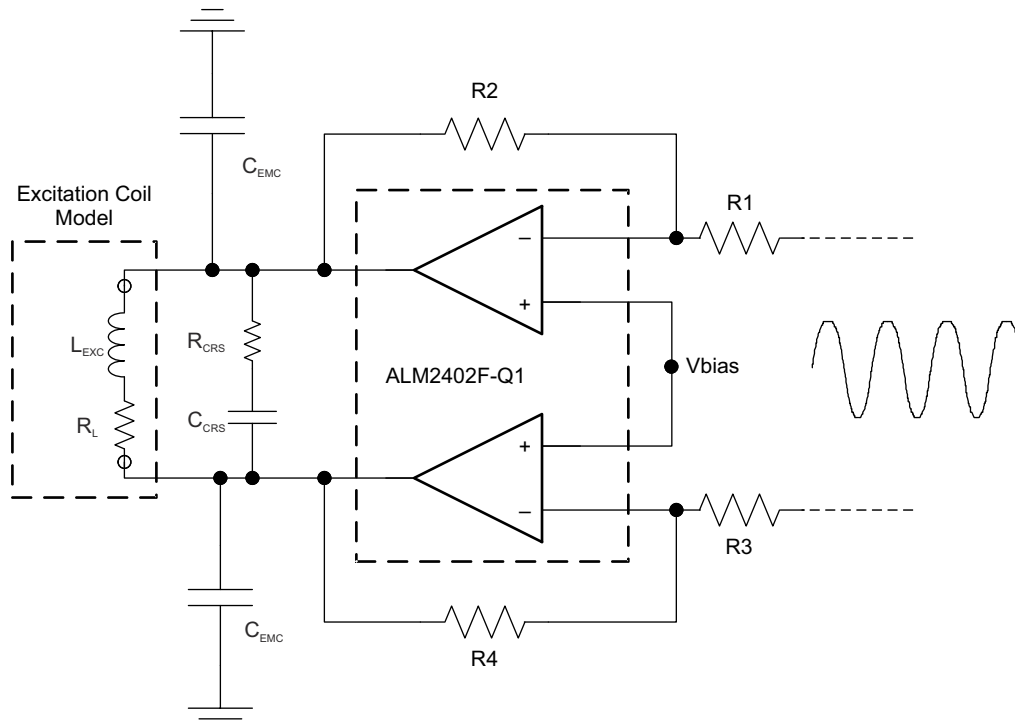 R2
C_EMC
Excitation Coil
Model
R1
L_EXC
R_CRS
ALM2402F-Q1
Vbias
R_L
C_CRS
R3
C_EMC
R4